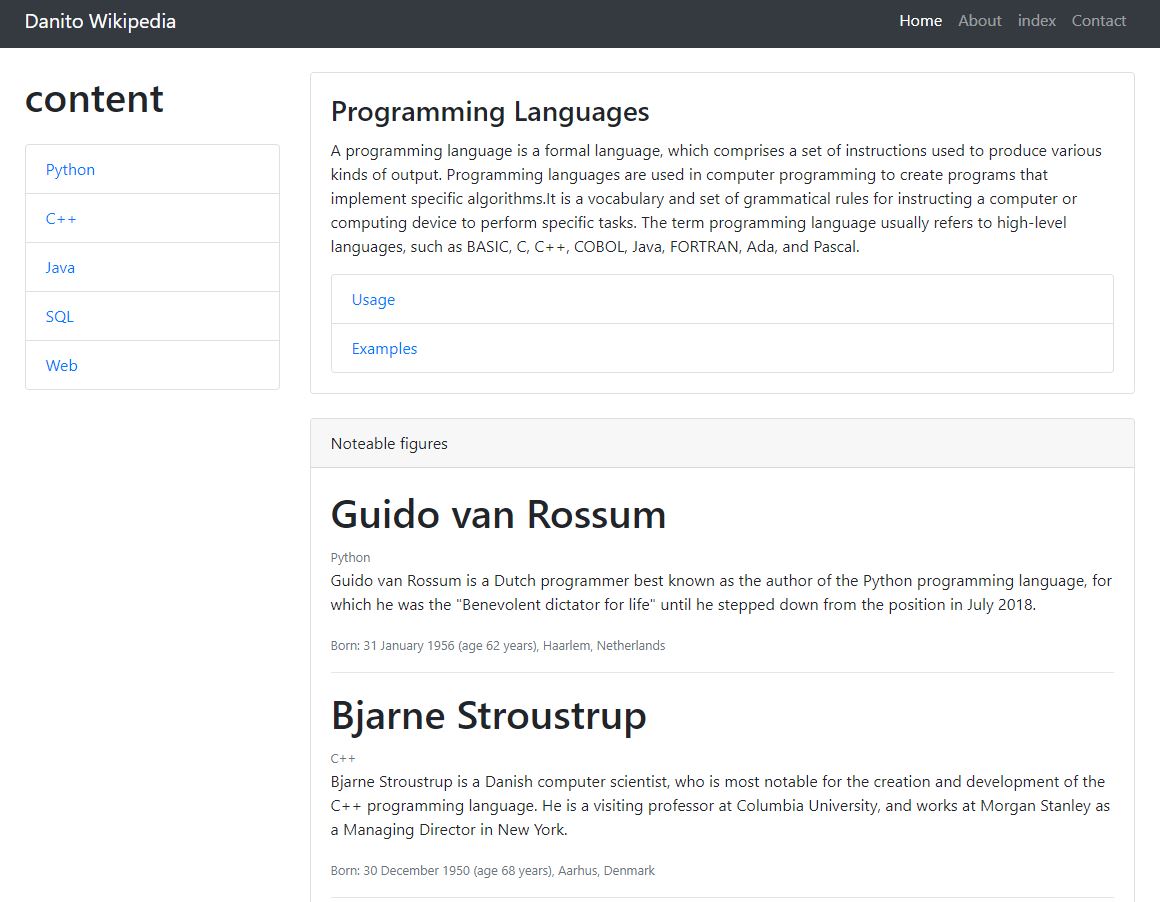 Danito Wikipedia
Home About index Contact
content
Python
C++
Java
SQL
Web
Programming Languages
A programming language is a formal language, which comprises a set of instructions used to produce various
kinds of output. Programming languages are used in computer programming to create programs that
implement specific algorithms.It is a vocabulary and set of grammatical rules for instructing a computer or
computing device to perform specific tasks. The term programming language usually refers to high-level
languages, such as BASIC, C, C++, COBOL, Java, FORTRAN, Ada, and Pascal.
Usage
Examples
Noteable figures
Guido van Rossum
Python
Guido van Rossum is a Dutch programmer best known as the author of the Python programming language, for
which he was the "Benevolent dictator for life" until he stepped down from the position in July 2018.
Born: 31 January 1956 (age 62 years), Haarlem, Netherlands
Bjarne Stroustrup
C++
Bjarne Stroustrup is a Danish computer scientist, who is most notable for the creation and development of the
C++ programming language. He is a visiting professor at Columbia University, and works at Morgan Stanley as
a Managing Director in New York.
Born: 30 December 1950 (age 68 years), Aarhus, Denmark